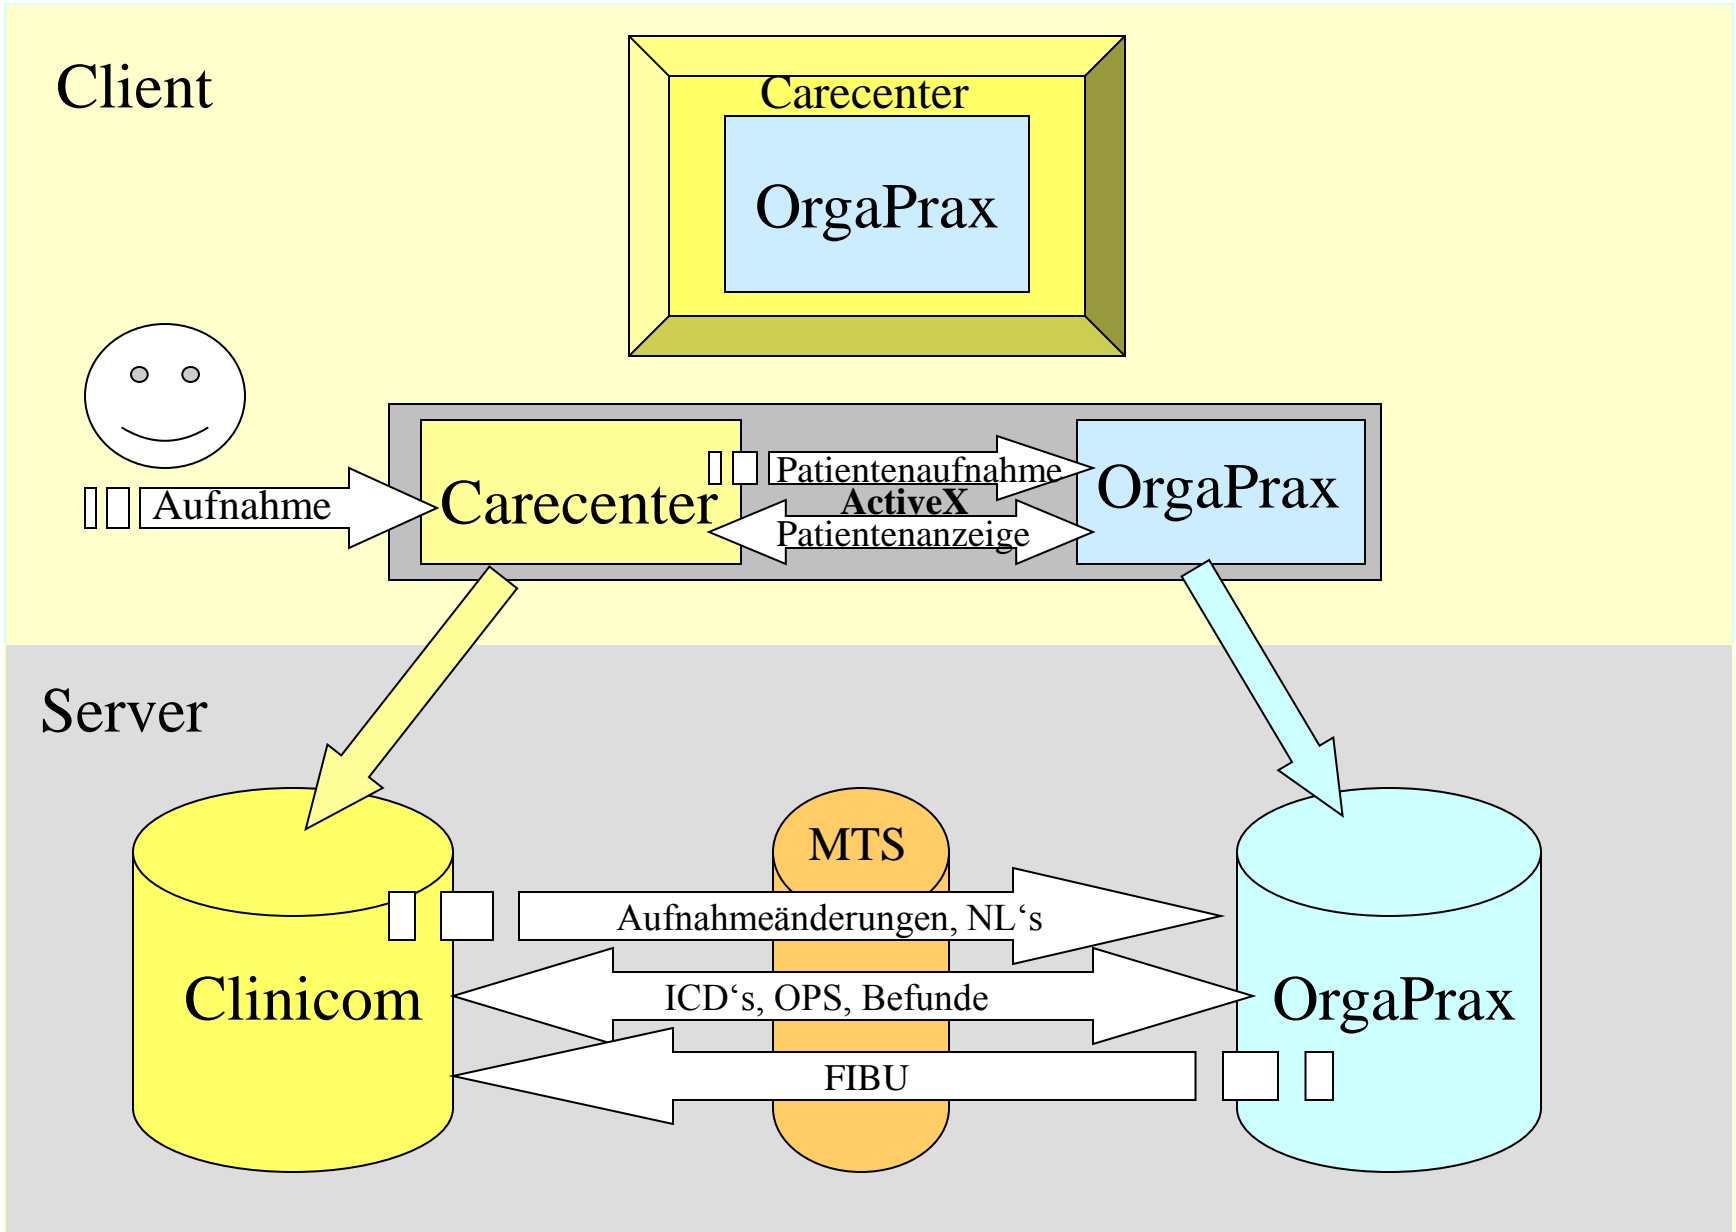 Client
Carecenter
OrgaPrax
Aufnahme
Carecenter
Patientenaufnahme
ActiveX
Patientenanzeige
OrgaPrax
Server
MTS
Aufnahmeänderungen, NL‘s
ICD‘s, OPS, Befunde
FIBU
Clinicom
OrgaPrax